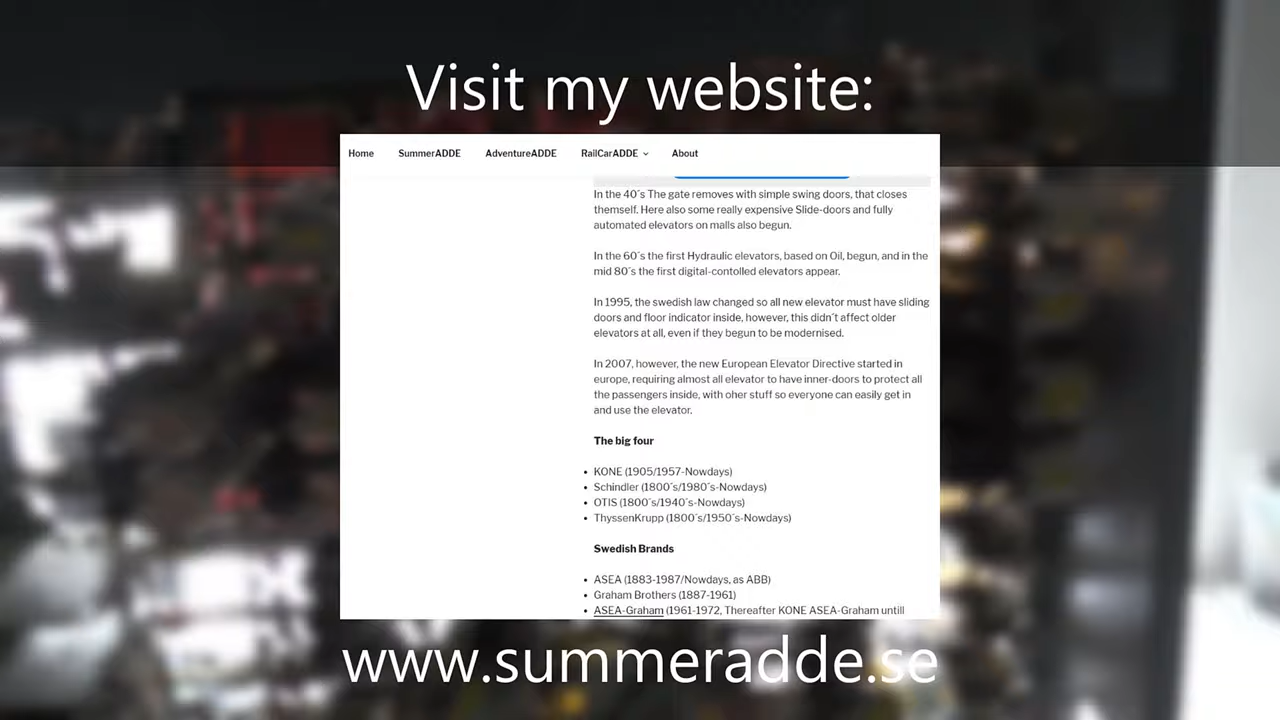 Visit my website:
Home SummerADDE AdventureADDE RailCarADDE About
In the 40´s The gate removes with simple swing doors, that closes
themself. Here also some really expensive Slide-doors and fully
automated elevators on malls also begun.
In the 60´s the first Hydraulic elevators, based on Oil, begun, and in the
mid 80´s the first digital-contolled elevators appear.
In 1995, the swedish law changed so all new elevator must have sliding
doors and floor indicator inside, however, this didn´t affect older
elevators at all, even if they begun to be modernised.
In 2007, however, the new European Elevator Directive started in
europe, requiring almost all elevator to have inner-doors to protect all
the passengers inside, with oher stuff so everyone can easily get in
and use the elevator.
The big four
• KONE (1905/1957-Nowdays)
• Schindler (1800´s/1980´s-Nowdays)
• OTIS (1800´s/1940´s-Nowdays)
• ThyssenKrupp (1800´s/1950´s-Nowdays)
Swedish Brands
• ASEA (1883-1987/Nowdays, as ABB)
• Graham Brothers (1887-1961)
• ASEA-Graham (1961-1972, Thereafter KONE ASEA-Graham untill
www.summeradde.se